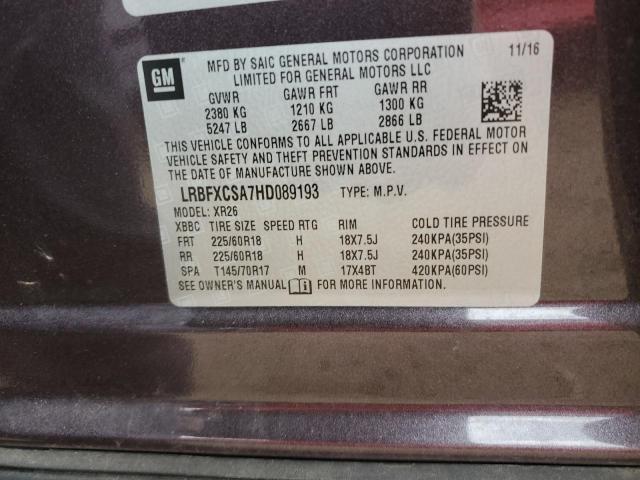 GM
MFD BY SAIC GENERAL MOTORS CORPORATION 11/16
LIMITED FOR GENERAL MOTORS LLC
GVWR GAWR FRT GAWR RR
2380 KG 1210 KG 1300 KG
5247 LB 2667 LB 2866 LB
THIS VEHICLE CONFORMS TO ALL APPLICABLE U.S. FEDERAL MOTOR
VEHICLE SAFETY AND THEFT PREVENTION STANDARDS IN EFFECT ON
THE DATE OF MANUFACTURE SHOWN ABOVE.
LRBFXCSA7HD089193 TYPE: M.P.V.
MODEL: XR26
XBBC TIRE SIZE SPEED RTG RIM COLD TIRE PRESSURE
FRT 225/60R18 H 18X7.5J 240KPA(35PSI)
RR 225/60R18 H 18X7.5J 240KPA(35PSI)
SPA T145/70R17 M 17X4BT 420KPA(60PSI)
SEE OWNER'S MANUAL FOR MORE INFORMATION.